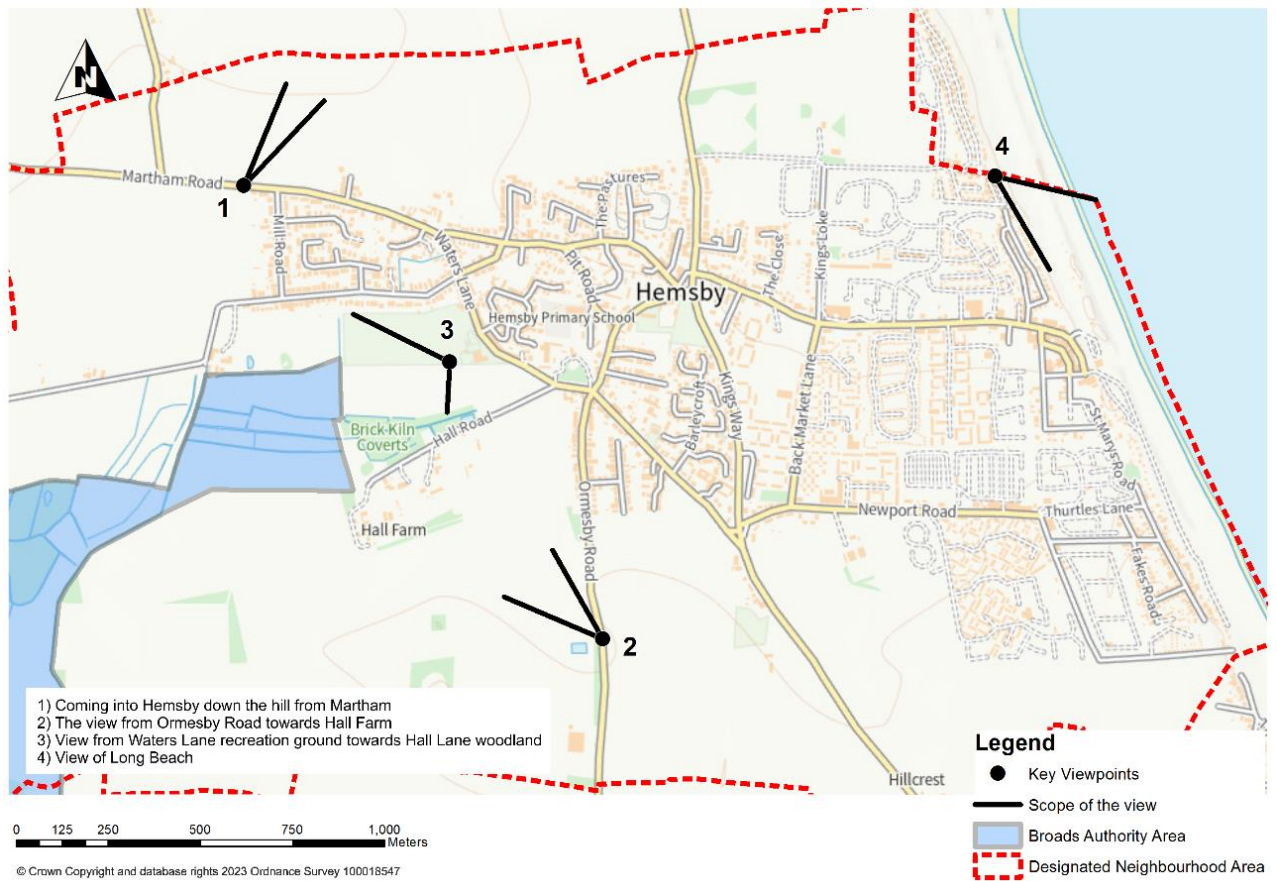 N
4
Martham Road
1
The Pastures
Mill Road
Waters Lane
Pit Road
The Close
Kings Loke
Hemsby
3
Hemsby Primary School
Brick Kiln
Coverts
Hall Road
Barleycroft
Kings Way
Back Market Lane
St Marys Road
Ormesby Road
Hall Farm
Newport Road
Thurtles Lane
Fakes Road
2
1) Coming into Hemsby down the hill from Martham
2) The view from Ormesby Road towards Hall Farm
3) View from Waters Lane recreation ground towards Hall Lane woodland
4) View of Long Beach
Hillcrest
Legend
Key Viewpoints
Scope of the view
Broads Authority Area
Designated Neighbourhood Area
0 125 250 500 750 1,000
Meters
© Crown Copyright and database rights 2023 Ordnance Survey 100018547